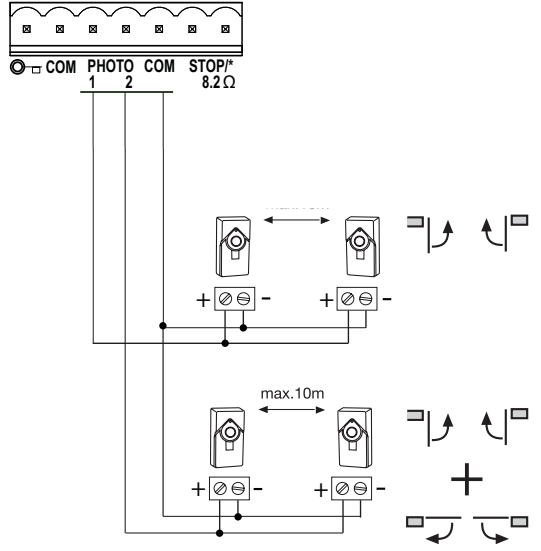 COM PHOTO COM STOP/*
1 2 8.2 Ω
+ - + -
max.10m
+ - + -